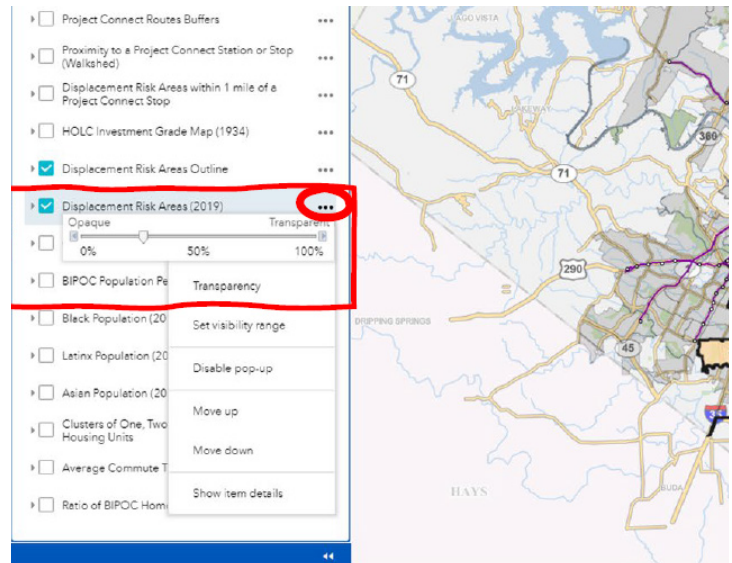 Project Connect Routes Buffers
•••
Proximity to a Project Connect Station or Stop
(Walkshed)
•••
Displacement Risk Areas within 1 mile of a
Project Connect Stop
•••
HOLC Investment Grade Map (1934)
•••
Displacement Risk Areas Outline
•••
Displacement Risk Areas (2019)
•••
Opaque Transparent
0% 50% 100%
BIPOC Population Pe
Transparency
Black Population (20
Set visibility range
Latinx Population (20
Disable pop-up
Asian Population (20
Move up
Clusters of One, Two
Housing Units
Move down
Average Commute T
Show item details
Ratio of BIPOC Hom
LAGO VISTA
71
LAKEWAY
360
71
290
DRIPPING SPRINGS
45
35
HAYS
BUDA